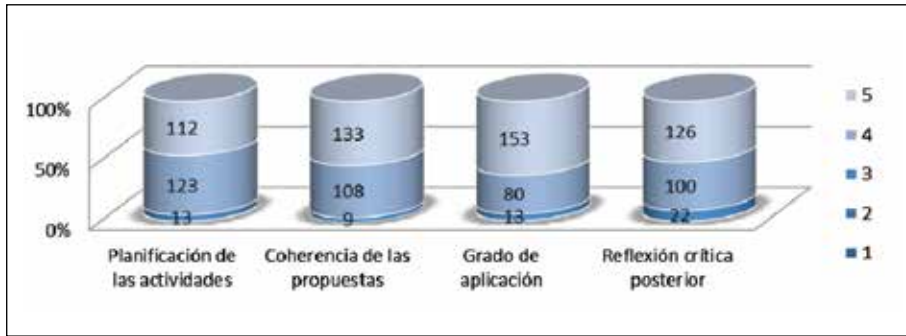 100%
50%
0%
112
133
153
126
123
108
80
100
13
9
13
22
Planificación de
las actividades
Coherencia de las
propuestas
Grado de
aplicación
Reflexión crítica
posterior
5
4
3
2
1